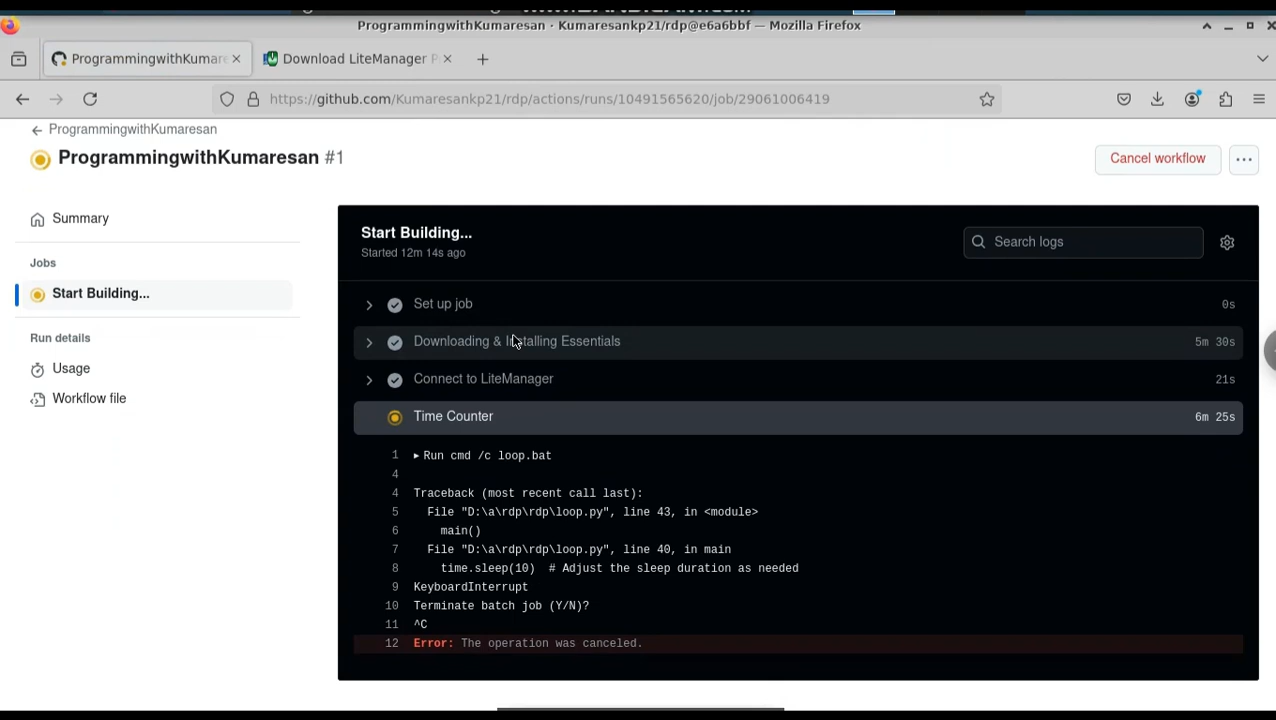 ProgrammingwithKumaresan · Kumaresankp21/rdp@e6a6bbf — Mozilla Firefox
ProgrammingwithKumare
Download LiteManager
https://github.com/Kumaresankp21/rdp/actions/runs/10491565620/job/29061006419
ProgrammingwithKumaresan
ProgrammingwithKumaresan #1
Cancel workflow
Summary
Jobs
Start Building...
Run details
Usage
Workflow file
Start Building...
Started 12m 14s ago
Search logs
Set up job 0s
Downloading & Installing Essentials 5m 30s
Connect to LiteManager 21s
Time Counter 6m 25s
1 Run cmd /c loop.bat
4
4 Traceback (most recent call last):
5 File "D:\a\rdp\rdp\loop.py", line 43, in <module>
6 main()
7 File "D:\a\rdp\rdp\loop.py", line 40, in main
8 time.sleep(10)  # Adjust the sleep duration as needed
9 KeyboardInterrupt
10 Terminate batch job (Y/N)?
11 ^C
12 Error: The operation was canceled.